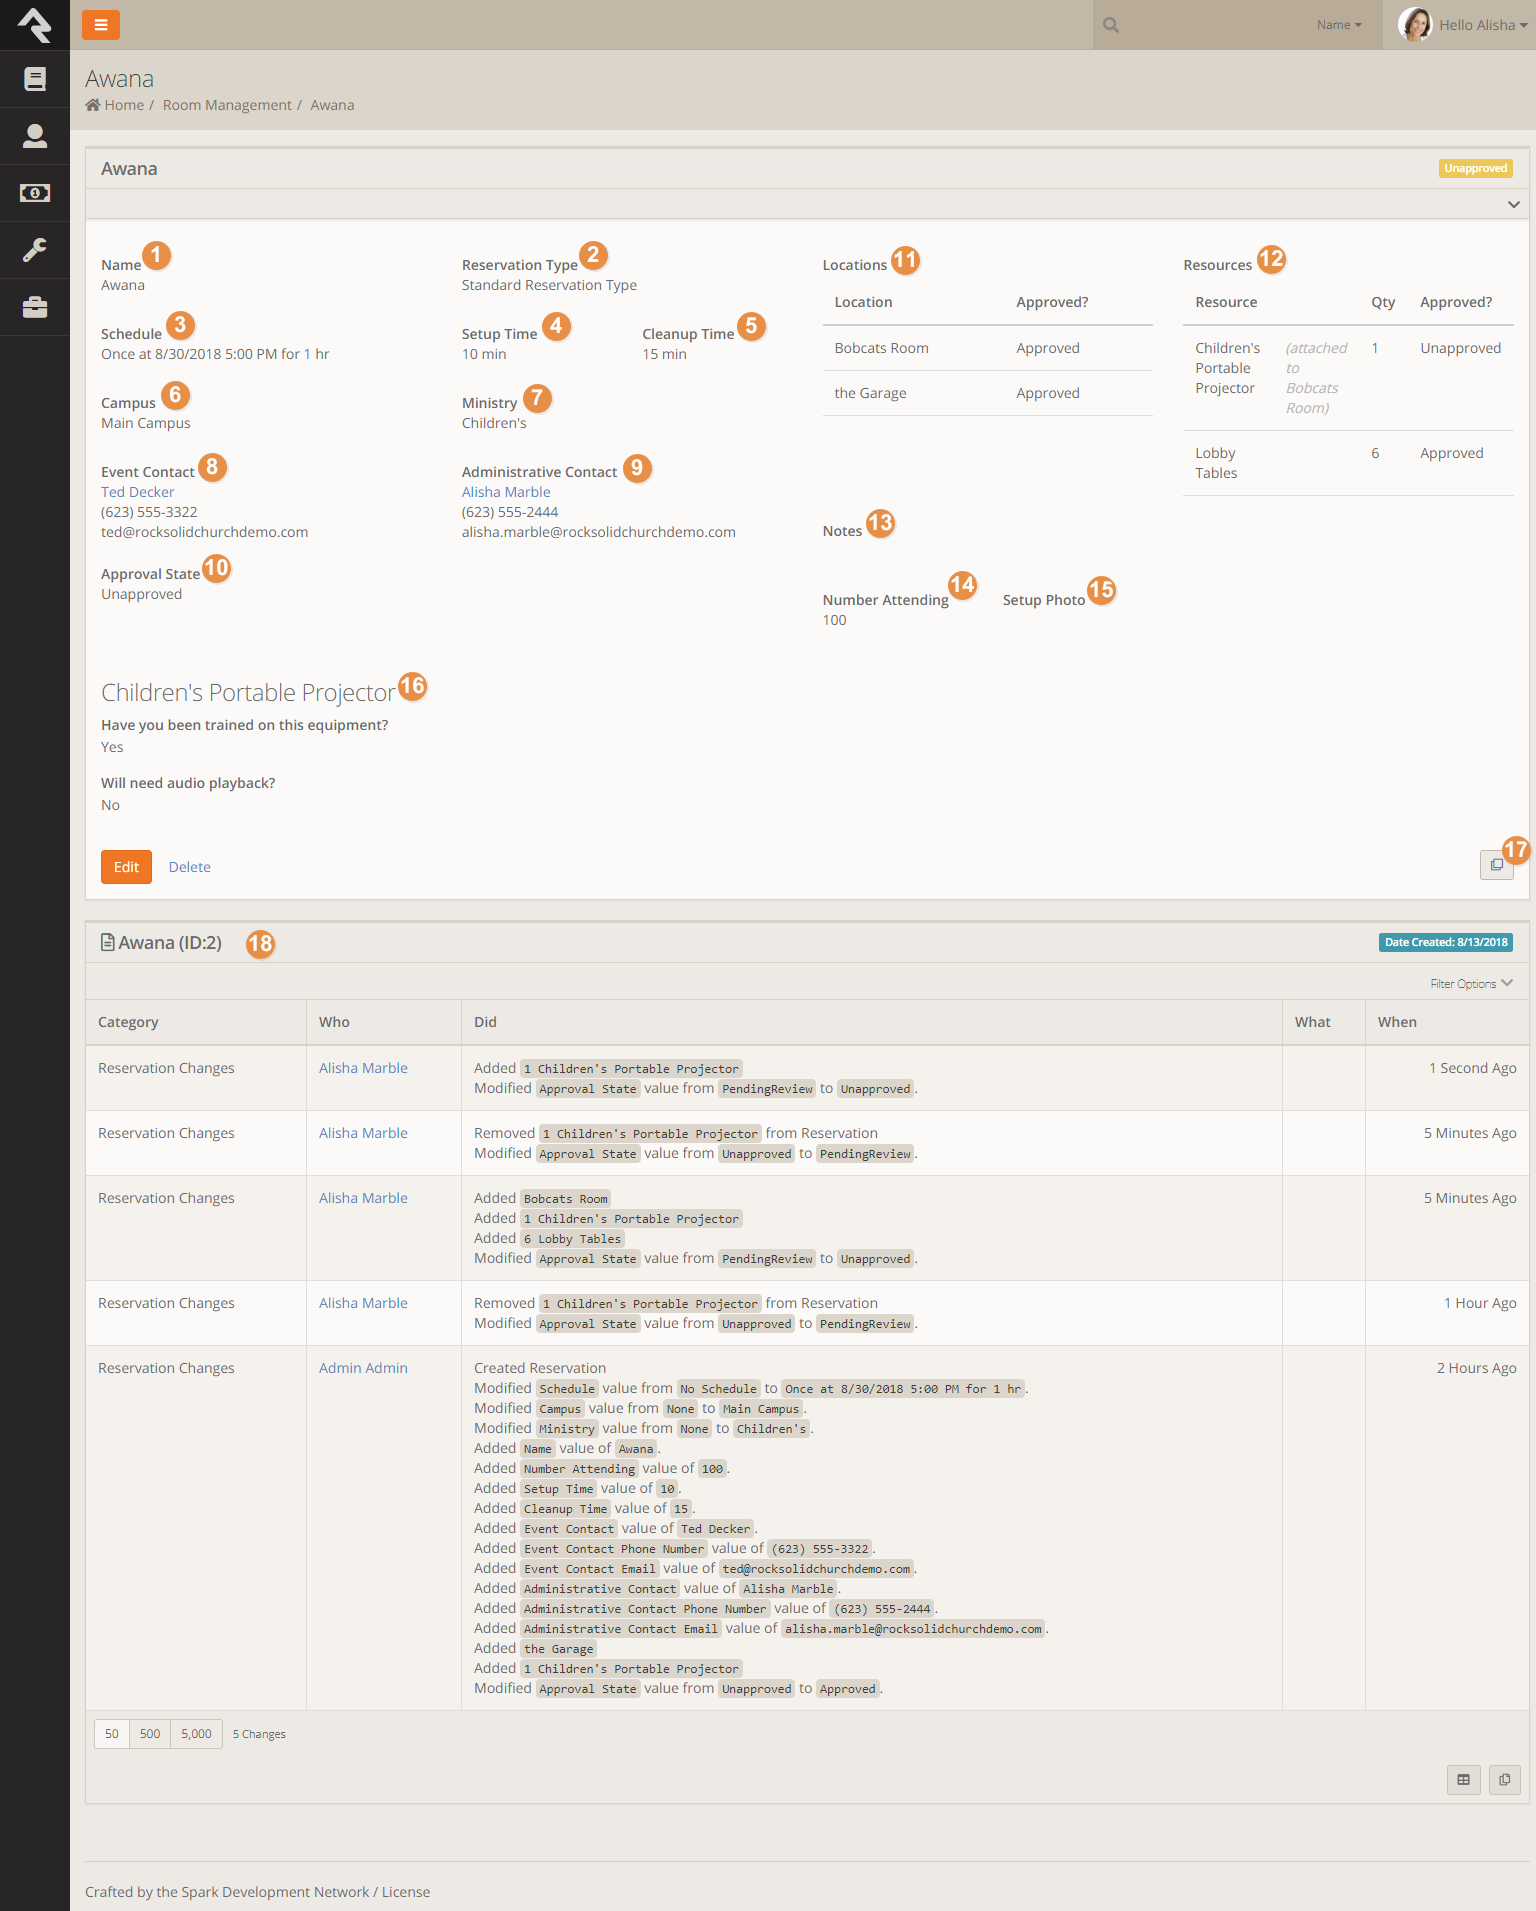 Name
Hello Alisha
Awana
Home / Room Management / Awana
Awana
Unapproved
Name 1
Awana
Reservation Type 2
Standard Reservation Type
Schedule 3
Once at 8/30/2018 5:00 PM for 1 hr
Setup Time 4
10 min
Cleanup Time 5
15 min
Campus 6
Main Campus
Ministry 7
Children's
Event Contact 8
Ted Decker
(623) 555-3322
ted@rocksolidchurchdemo.com
Administrative Contact 9
Alisha Marble
(623) 555-2444
alisha.marble@rocksolidchurchdemo.com
Approval State 10
Unapproved
Locations 11
Location Approved?
Bobcats Room Approved
the Garage Approved
Resources 12
Resource Qty Approved?
Children's (attached 1 Unapproved
Portable to
Projector Bobcats
Room)
Lobby 6 Approved
Tables
Notes 13
Number Attending 14
100
Setup Photo 15
Children's Portable Projector 16
Have you been trained on this equipment?
Yes
Will need audio playback?
No
Edit Delete
17
Awana (ID:2) 18
Date Created: 8/13/2018
Filter Options
Category Who Did What When
Reservation Changes Alisha Marble Added 1 Children's Portable Projector 1 Second Ago
Modified Approval State value from PendingReview to Unapproved.
Reservation Changes Alisha Marble Removed 1 Children's Portable Projector from Reservation 5 Minutes Ago
Modified Approval State value from Unapproved to PendingReview.
Reservation Changes Alisha Marble Added Bobcats Room 5 Minutes Ago
Added 1 Children's Portable Projector
Added 6 Lobby Tables
Modified Approval State value from PendingReview to Unapproved.
Reservation Changes Alisha Marble Removed 1 Children's Portable Projector from Reservation 1 Hour Ago
Modified Approval State value from Unapproved to PendingReview.
Reservation Changes Admin Admin Created Reservation 2 Hours Ago
Modified Schedule value from No Schedule to Once at 8/30/2018 5:00 PM for 1 hr.
Modified Campus value from None to Main Campus.
Modified Ministry value from None to Children's.
Added Name value of Awana.
Added Number Attending value of 100.
Added Setup Time value of 10.
Added Cleanup Time value of 15.
Added Event Contact value of Ted Decker.
Added Event Contact Phone Number value of (623) 555-3322.
Added Event Contact Email value of ted@rocksolidchurchdemo.com.
Added Administrative Contact value of Alisha Marble.
Added Administrative Contact Phone Number value of (623) 555-2444.
Added Administrative Contact Email value of alisha.marble@rocksolidchurchdemo.com.
Added the Garage
Added 1 Children's Portable Projector
Modified Approval State value from Unapproved to Approved.
50 500 5,000 5 Changes
Crafted by the Spark Development Network / License